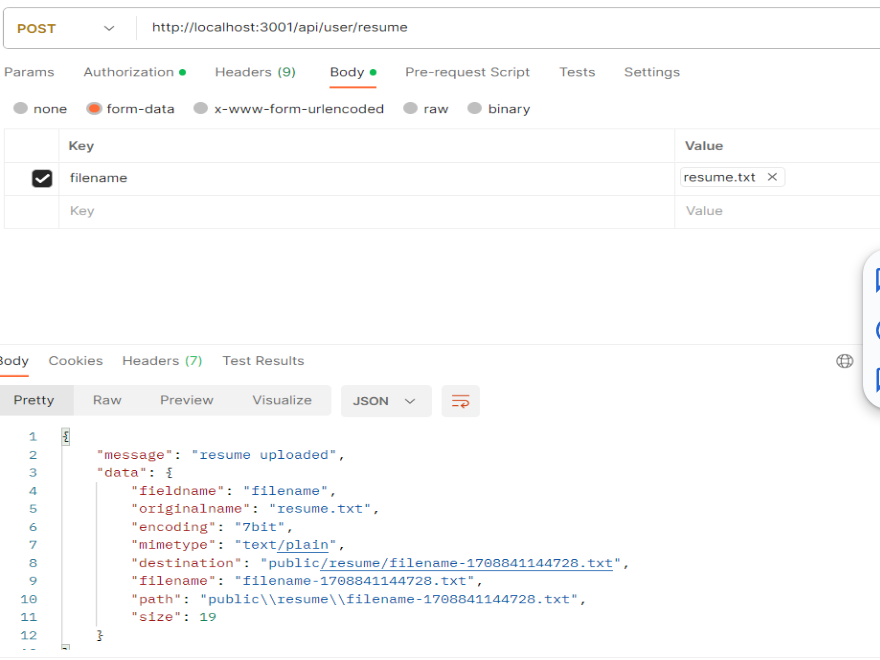 POST http://localhost:3001/api/user/resume
Params Authorization Headers (9) Body Pre-request Script Tests Settings
none form-data x-www-form-urlencoded raw binary
Key Value
filename resume.txt
Key Value
Body Cookies Headers (7) Test Results
Pretty Raw Preview Visualize JSON
1 {
2 "message": "resume uploaded",
3 "data": {
4 "fieldname": "filename",
5 "originalname": "resume.txt",
6 "encoding": "7bit",
7 "mimetype": "text/plain",
8 "destination": "public/resume/filename-1708841144728.txt",
9 "filename": "filename-1708841144728.txt",
10 "path": "public\\resume\\filename-1708841144728.txt",
11 "size": 19
12 }